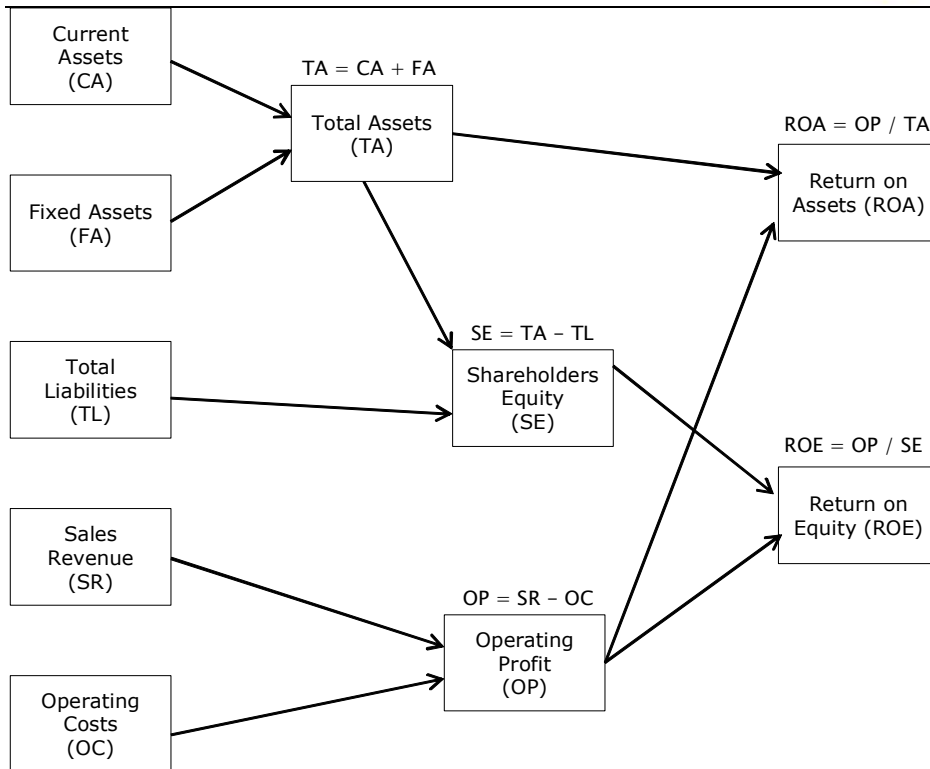 Current
Assets
(CA)
TA = CA + FA
Total Assets
(TA)
ROA = OP / TA
Return on
Assets (ROA)
Fixed Assets
(FA)
SE = TA – TL
Total
Liabilities
(TL)
Shareholders
Equity
(SE)
ROE = OP / SE
Return on
Equity (ROE)
Sales
Revenue
(SR)
OP = SR – OC
Operating
Profit
(OP)
Operating
Costs
(OC)